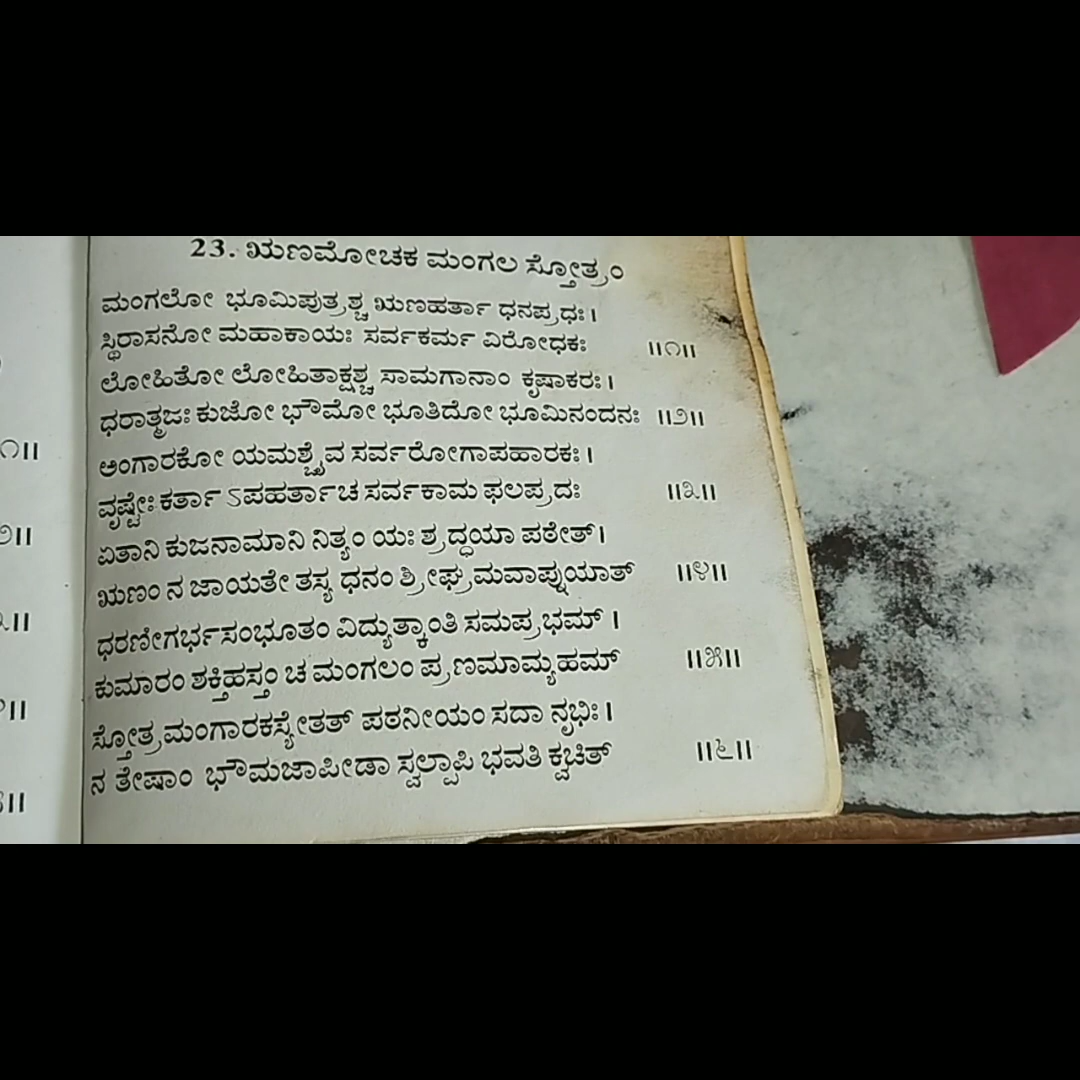 23. ಋಣಮೋಚಕ ಮಂಗಲ ಸ್ತೋತ್ರಂ
ಮಂಗಲೋ ಭೂಮಿಪುತ್ರಶ್ಚ ಋಣಹರ್ತಾ ಧನಪ್ರಧಃ।
ಸ್ಥಿರಾಸನೋ ಮಹಾಕಾಯಃ ಸರ್ವಕರ್ಮ ವಿರೋಧಕಃ ॥೧॥
ಲೋಹಿತೋ ಲೋಹಿತಾಕ್ಷಶ್ಚ ಸಾಮಗಾನಾಂ ಕೃಷಾಕರಃ।
ಧರಾತ್ಮಜಃ ಕುಜೋ ಭೌಮೋ ಭೂತಿದೋ ಭೂಮಿನಂದನಃ ॥೨॥
ಅಂಗಾರಕೋ ಯಮಶ್ಚೈವ ಸರ್ವರೋಗಾಪಹಾರಕಃ।
ವೃಷ್ಟೇಃ ಕರ್ತಾ ಽಪಹರ್ತಾಚ ಸರ್ವಕಾಮ ಫಲಪ್ರದಃ ॥೩॥
ಏತಾನಿ ಕುಜನಾಮಾನಿ ನಿತ್ಯಂ ಯಃ ಶ್ರದ್ಧಯಾ ಪಠೇತ್।
ಋಣಂ ನ ಜಾಯತೇ ತಸ್ಯ ಧನಂ ಶ್ರೀಘ್ರಮವಾಪ್ನುಯಾತ್ ॥೪॥
ಧರಣೀಗರ್ಭಸಂಭೂತಂ ವಿದ್ಯುತ್ಕಾಂತಿ ಸಮಪ್ರಭಮ್।
ಕುಮಾರಂ ಶಕ್ತಿಹಸ್ತಂ ಚ ಮಂಗಲಂ ಪ್ರಣಮಾಮ್ಯಹಮ್ ॥೫॥
ಸ್ತೋತ್ರಮಂಗಾರಕಸ್ಯೇತತ್ ಪಠನೀಯಂ ಸದಾ ನೃಭಿಃ।
ನ ತೇಷಾಂ ಭೌಮಜಾಪೀಡಾ ಸ್ವಲ್ಪಾಪಿ ಭವತಿ ಕ್ವಚಿತ್ ॥೬॥